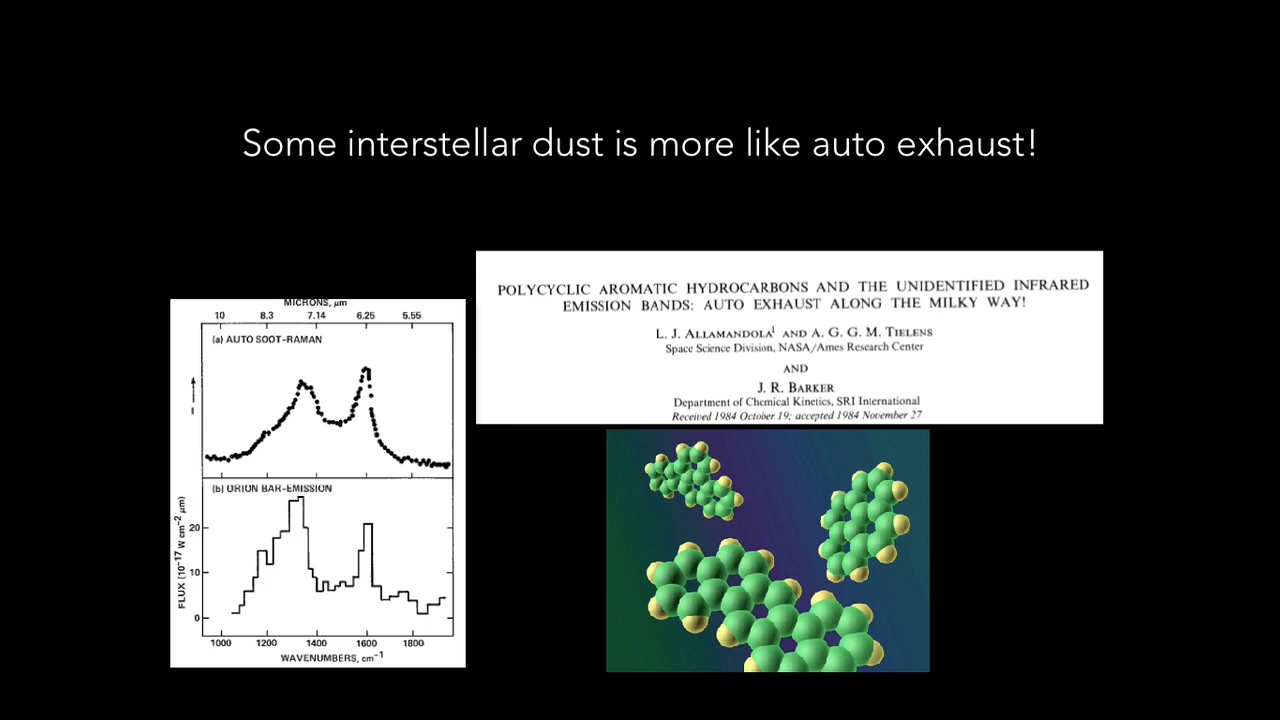 Some interstellar dust is more like auto exhaust!
POLYCYCLIC AROMATIC HYDROCARBONS AND THE UNIDENTIFIED INFRARED
EMISSION BANDS: AUTO EXHAUST ALONG THE MILKY WAY!
L. J. ALLAMANDOLA¹ AND A. G. G. M. TIELENS
Space Science Division, NASA/Ames Research Center
AND
J. R. BARKER
Department of Chemical Kinetics, SRI International
Received 1984 October 19; accepted 1984 November 27
MICRONS, μm
10 8.3 7.14 6.25 5.55
(a) AUTO SOOT-RAMAN
I
(b) ORION BAR-EMISSION
FLUX (10⁻¹⁷ W cm⁻² μm)
20
10
0
1000 1200 1400 1600 1800
WAVENUMBERS, cm⁻¹